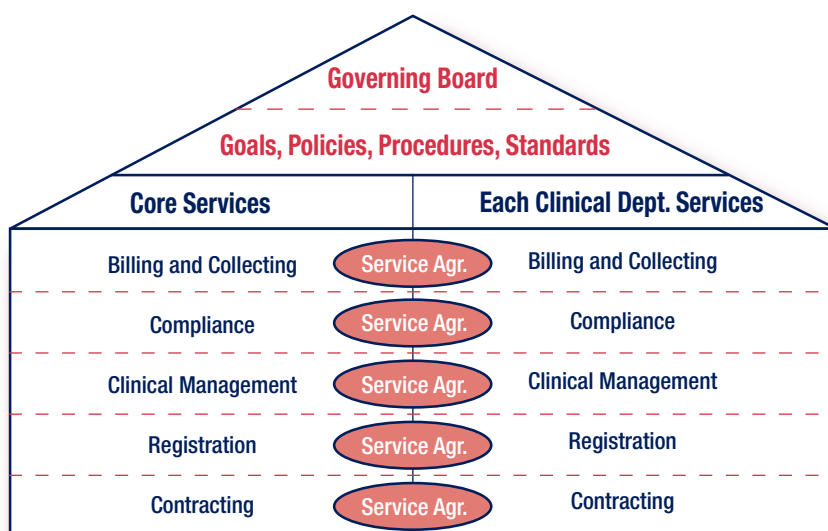 Governing Board
Goals, Policies, Procedures, Standards
Core Services Each Clinical Dept. Services
Billing and Collecting Service Agr. Billing and Collecting
Compliance Service Agr. Compliance
Clinical Management Service Agr. Clinical Management
Registration Service Agr. Registration
Contracting Service Agr. Contracting